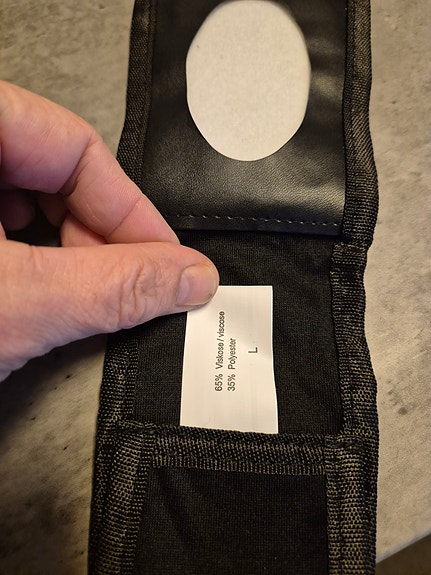 65% Viskose / viscose
35% Polyester
L